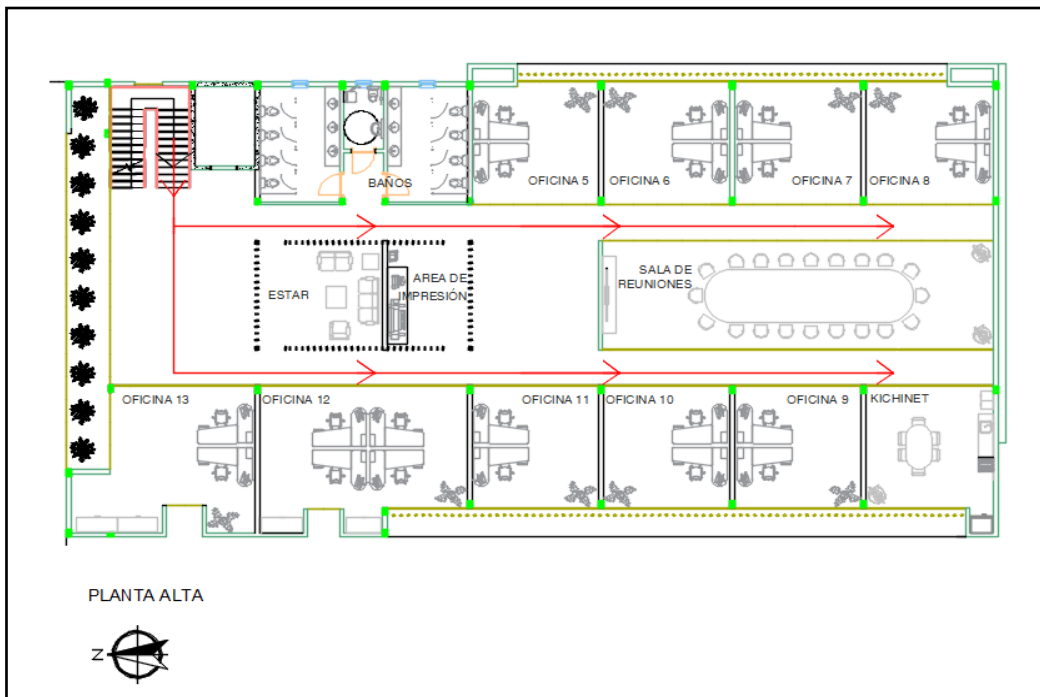 BAÑOS
OFICINA 5
OFICINA 6
OFICINA 7
OFICINA 8
ESTAR
AREA DE
IMPRESIÓN
SALA DE
REUNIONES
OFICINA 13
OFICINA 12
OFICINA 11
OFICINA 10
OFICINA 9
KICHINET
PLANTA ALTA
N